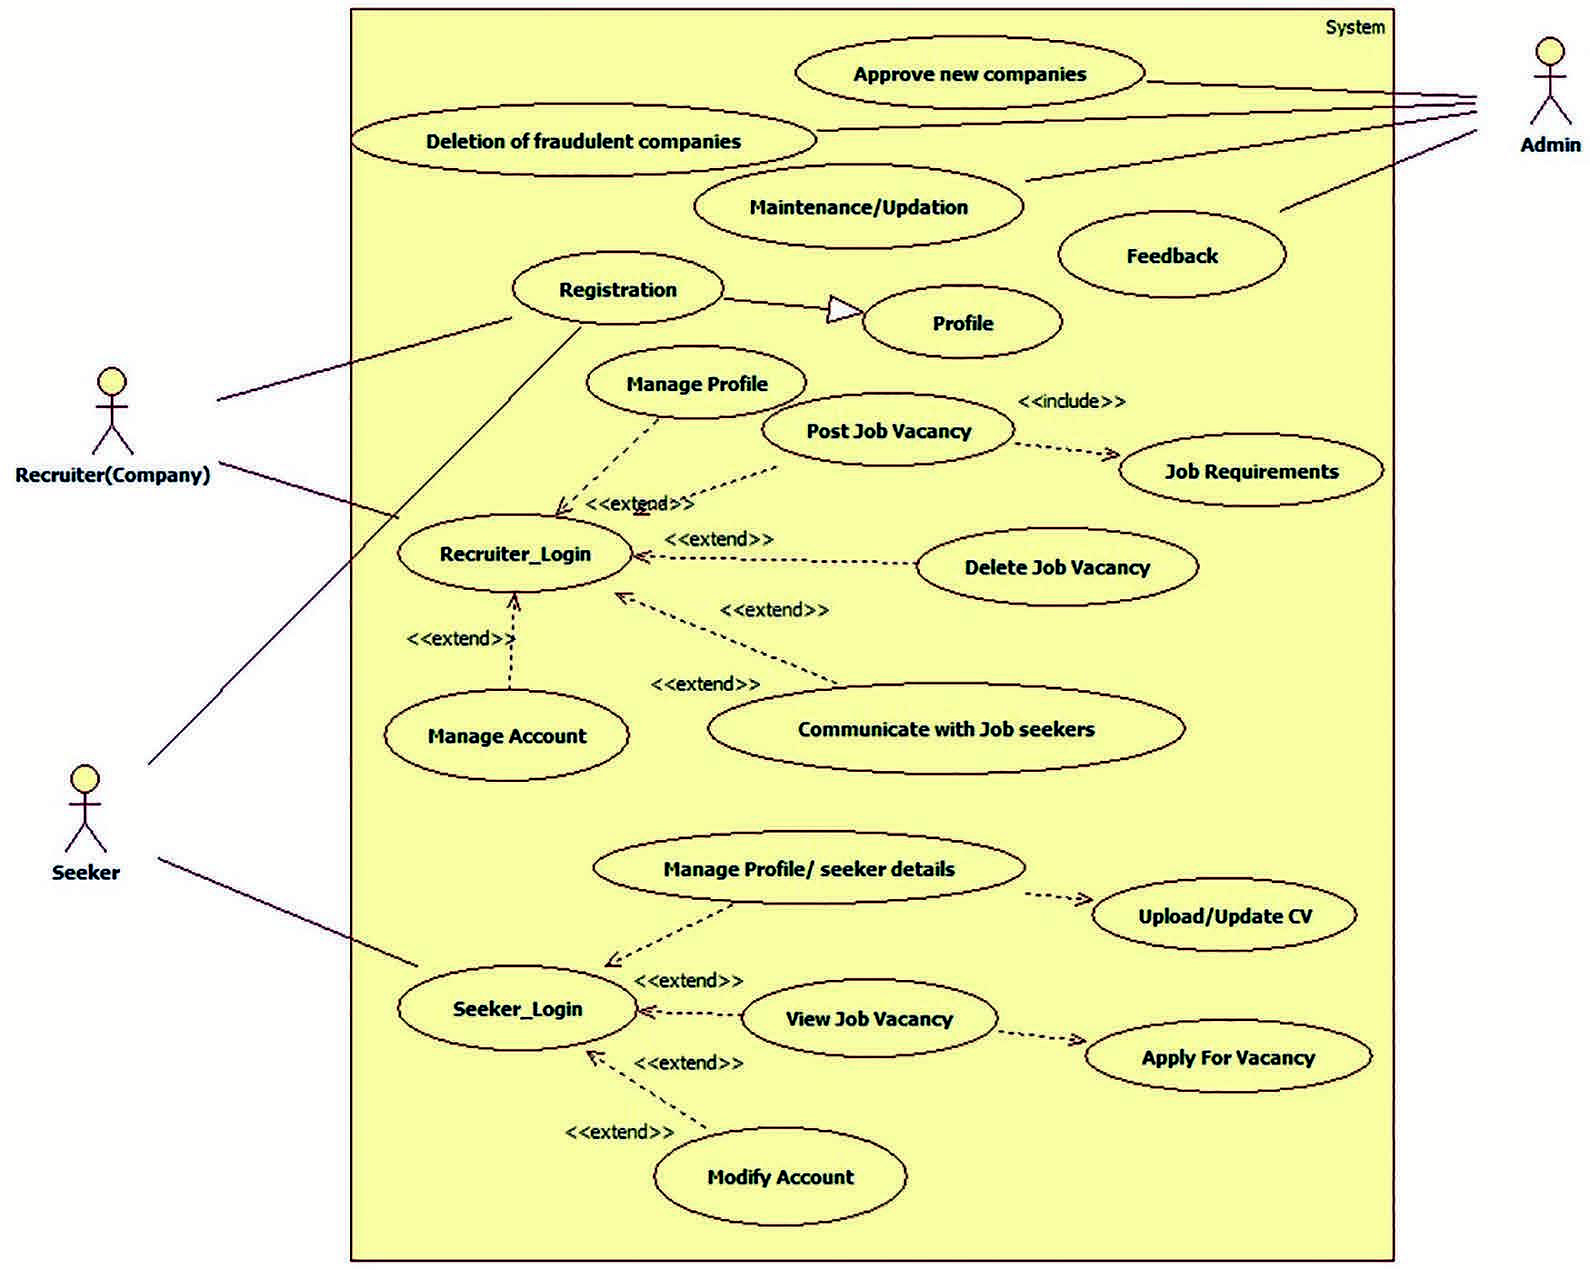 System
Approve new companies
Deletion of fraudulent companies
Admin
Maintenance/Updation
Feedback
Registration
Profile
Manage Profile
<<include>>
Post Job Vacancy
Job Requirements
Recruiter(Company)
<<extend>>
<<extend>>
Recruiter_Login
Delete Job Vacancy
<<extend>>
<<extend>>
<<extend>>
Manage Account
Communicate with Job seekers
Seeker
Manage Profile/ seeker details
Upload/Update CV
<<extend>>
Seeker_Login
View Job Vacancy
Apply For Vacancy
<<extend>>
<<extend>>
Modify Account